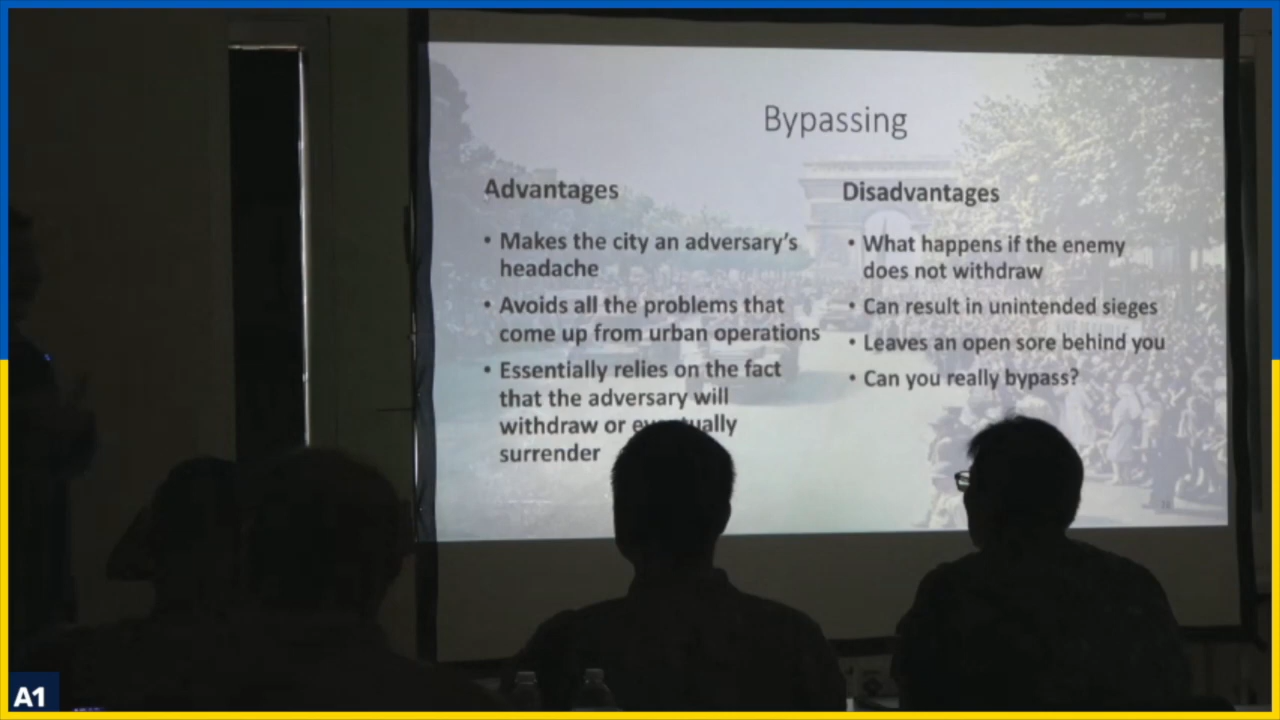 Bypassing
Advantages
• Makes the city an adversary's
headache
• Avoids all the problems that
come up from urban operations
• Essentially relies on the fact
that the adversary will
withdraw or eventually
surrender
Disadvantages
• What happens if the enemy
does not withdraw
• Can result in unintended sieges
• Leaves an open sore behind you
• Can you really bypass?
A1